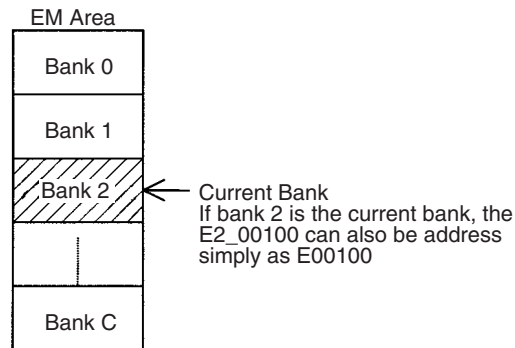 EM Area
Bank 0
Bank 1
Bank 2
Current Bank
If bank 2 is the current bank, the
E2_00100 can also be address
simply as E00100
Bank C